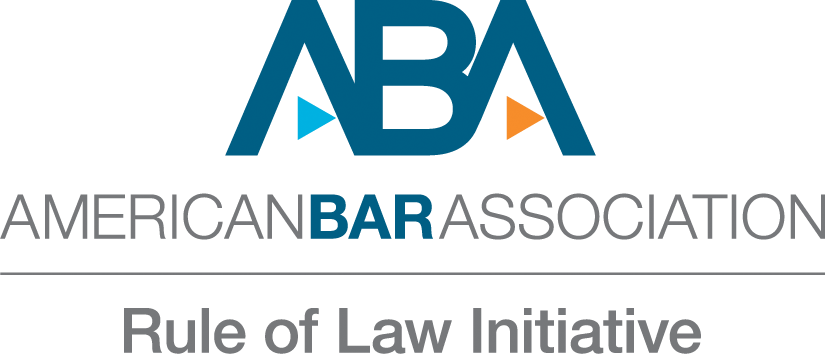 ABA
AMERICANBARASSOCIATION
Rule of Law Initiative